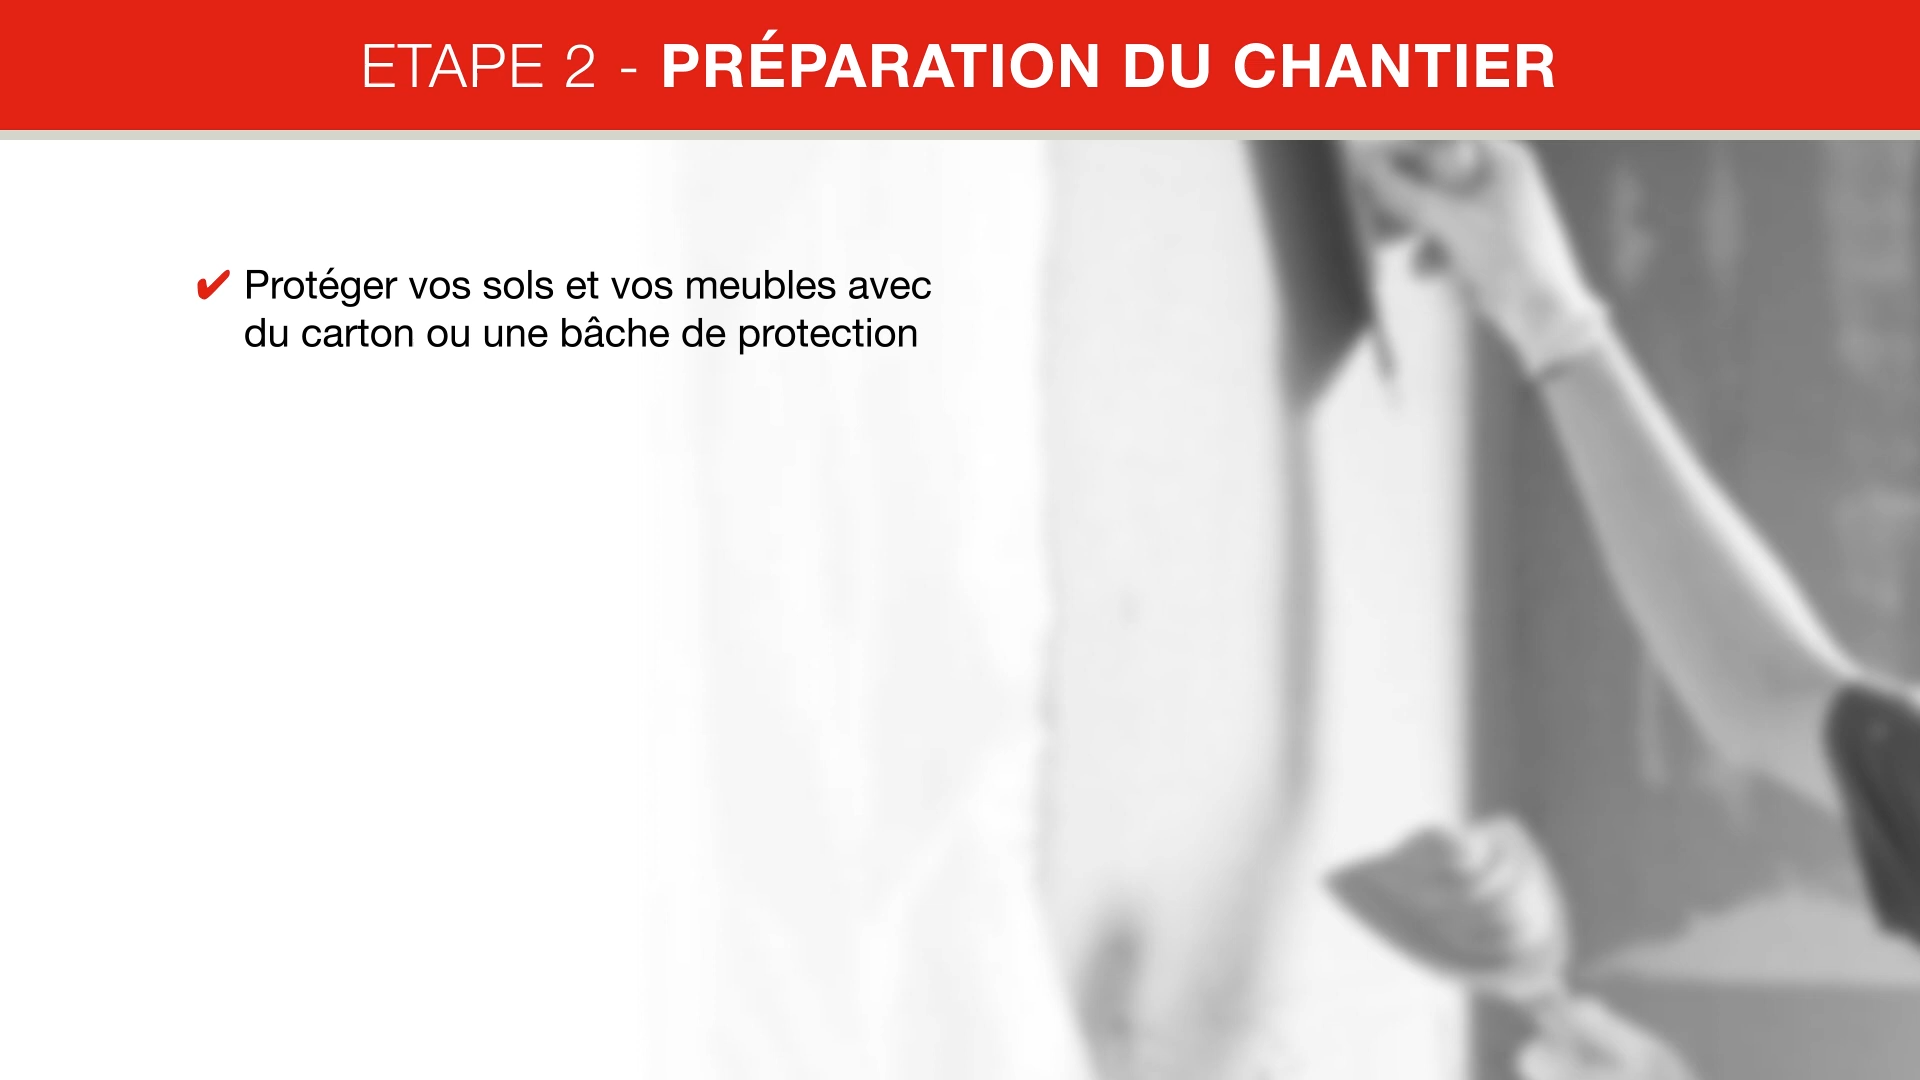 ETAPE 2 - PRÉPARATION DU CHANTIER
✔ Protéger vos sols et vos meubles avec
du carton ou une bâche de protection